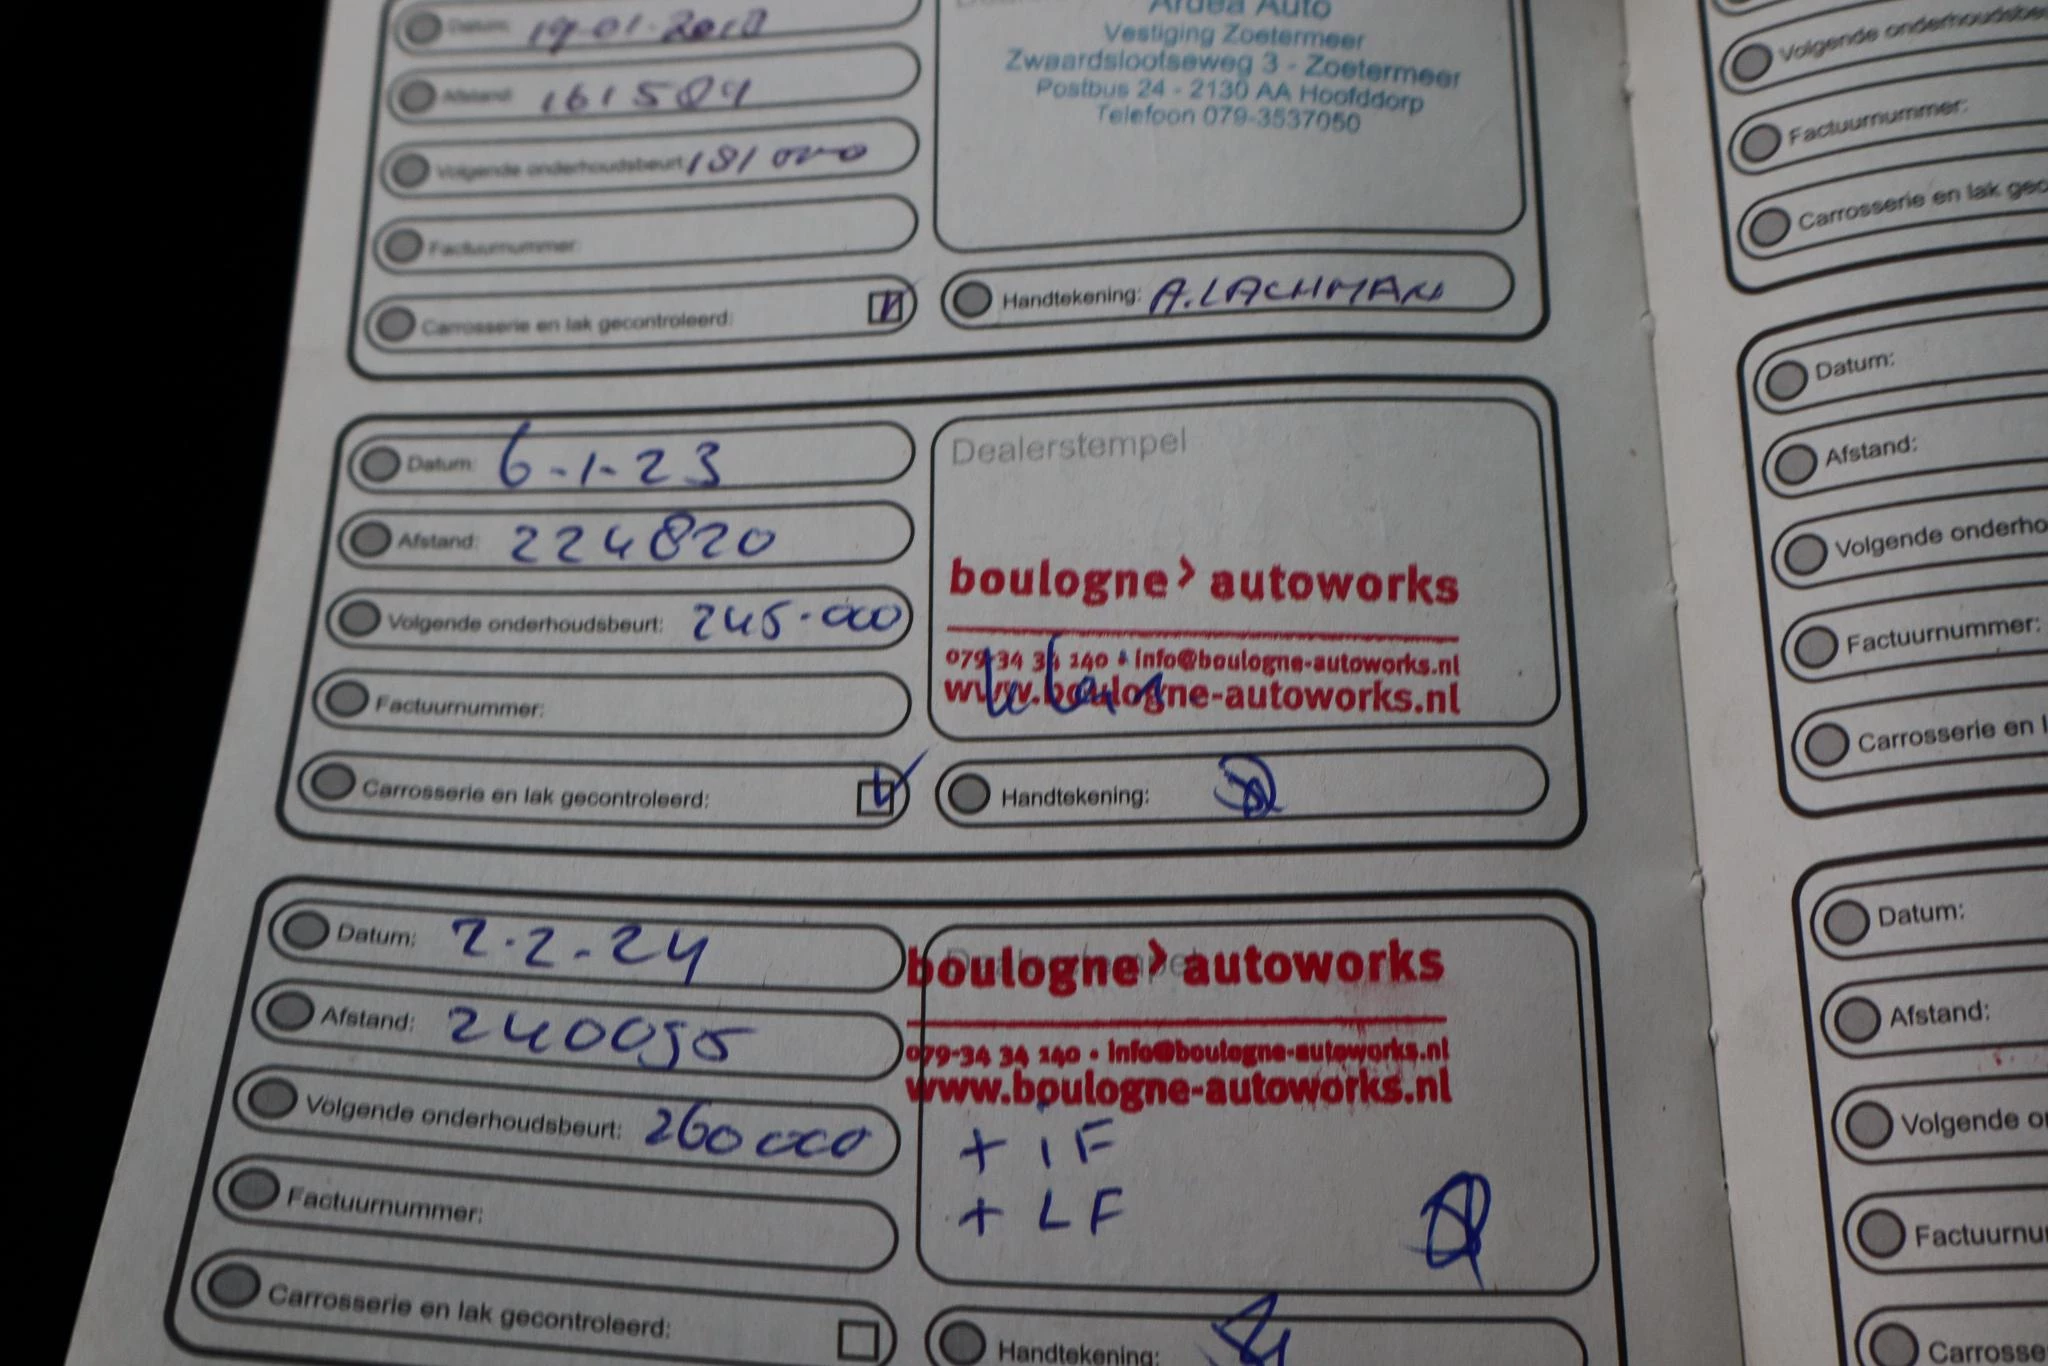 Datum: 19-01-2018
Afstand: 161509
Volgende onderhoudsbeurt: 181000
Factuurnummer:
Carrosserie en lak gecontroleerd:
Ardea Auto
Vestiging Zoetermeer
Zwaardslootseweg 3 - Zoetermeer
Postbus 24 - 2130 AA Hoofddorp
Telefoon 079-3537050
Handtekening: A. LACHMAN
Datum: 6-1-23
Afstand: 224820
Volgende onderhoudsbeurt: 245.000
Factuurnummer:
Carrosserie en lak gecontroleerd:
Dealerstempel
boulogne> autoworks
079-34 34 140 • info@boulogne-autoworks.nl
www.boulogne-autoworks.nl
Handtekening:
Datum: 2.2.24
Afstand: 240095
Volgende onderhoudsbeurt: 260000
Factuurnummer:
Carrosserie en lak gecontroleerd:
Dealerstempel
boulogne> autoworks
079-34 34 140 • info@boulogne-autoworks.nl
www.boulogne-autoworks.nl
+ iF
+ LF
Handtekening:
Volgende onderhoudsbe
Factuurnummer:
Carrosserie en lak gec
Datum:
Afstand:
Volgende onderho
Factuurnummer:
Carrosserie en l
Datum:
Afstand:
Volgende o
Factuurnu
Carrosse